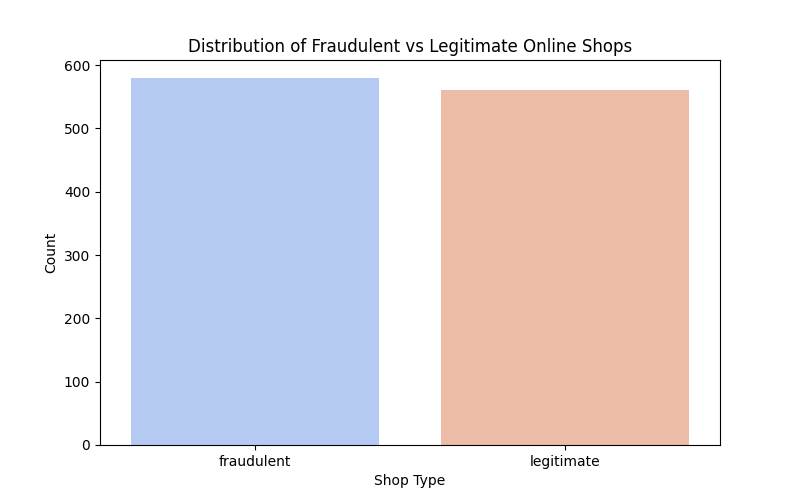 Distribution of Fraudulent vs Legitimate Online Shops
600
500
400
300
200
100
0
Count
fraudulent
legitimate
Shop Type